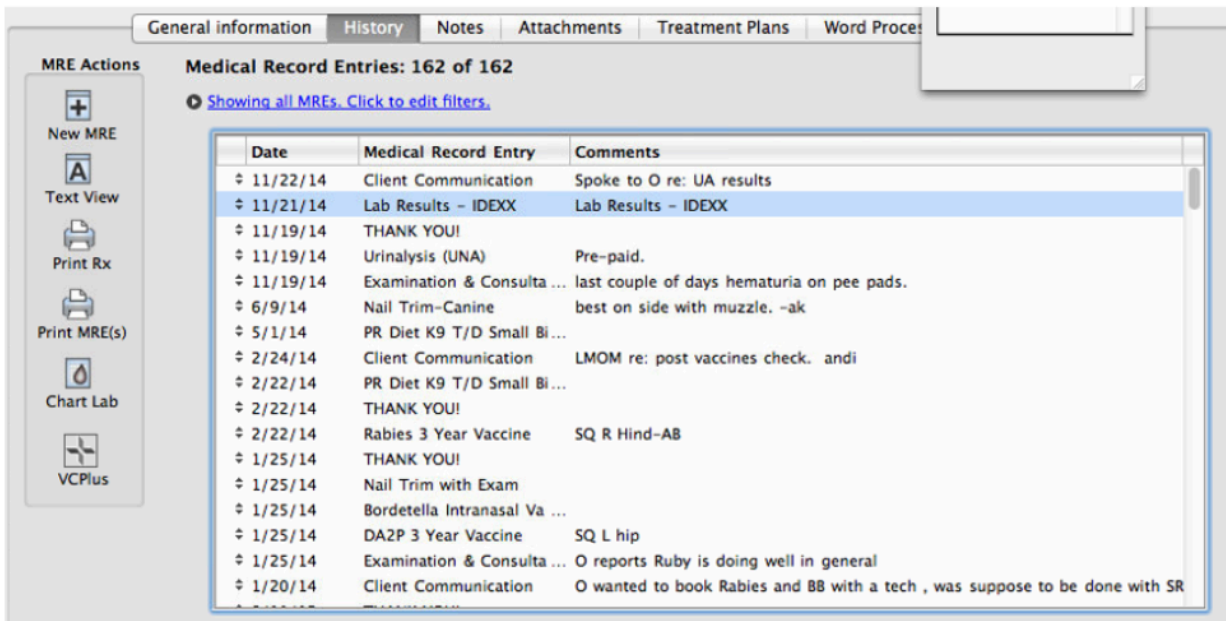 General information History Notes Attachments Treatment Plans Word Proces
MRE Actions
New MRE
Text View
Print Rx
Print MRE(s)
Chart Lab
VCPlus
Medical Record Entries: 162 of 162
Showing all MREs. Click to edit filters.
Date Medical Record Entry Comments
11/22/14 Client Communication Spoke to O re: UA results
11/21/14 Lab Results - IDEXX Lab Results - IDEXX
11/19/14 THANK YOU!
11/19/14 Urinalysis (UNA) Pre-paid.
11/19/14 Examination & Consulta ... last couple of days hematuria on pee pads.
6/9/14 Nail Trim-Canine best on side with muzzle. -ak
5/1/14 PR Diet K9 T/D Small Bi...
2/24/14 Client Communication LMOM re: post vaccines check. andi
2/22/14 PR Diet K9 T/D Small Bi...
2/22/14 THANK YOU!
2/22/14 Rabies 3 Year Vaccine SQ R Hind-AB
1/25/14 THANK YOU!
1/25/14 Nail Trim with Exam
1/25/14 Bordetella Intranasal Va ...
1/25/14 DA2P 3 Year Vaccine SQ L hip
1/25/14 Examination & Consulta ... O reports Ruby is doing well in general
1/20/14 Client Communication O wanted to book Rabies and BB with a tech , was suppose to be done with SR